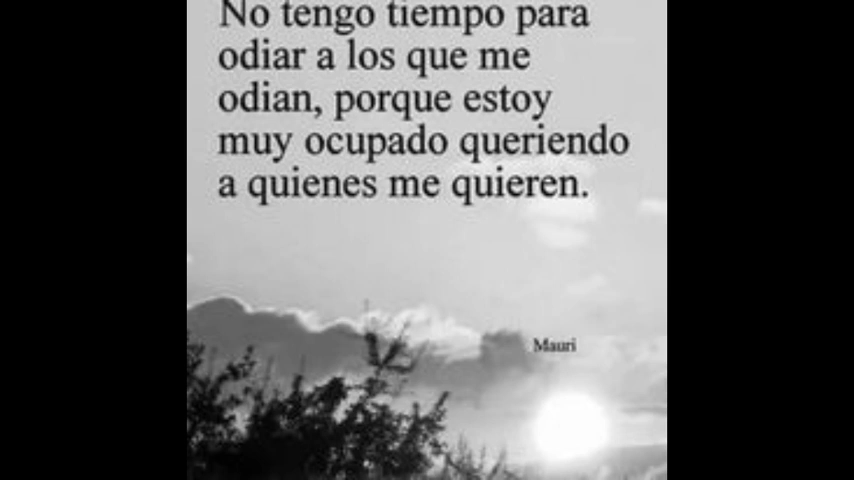 No tengo tiempo para
odiar a los que me
odian, porque estoy
muy ocupado queriendo
a quienes me quieren.
Mauri